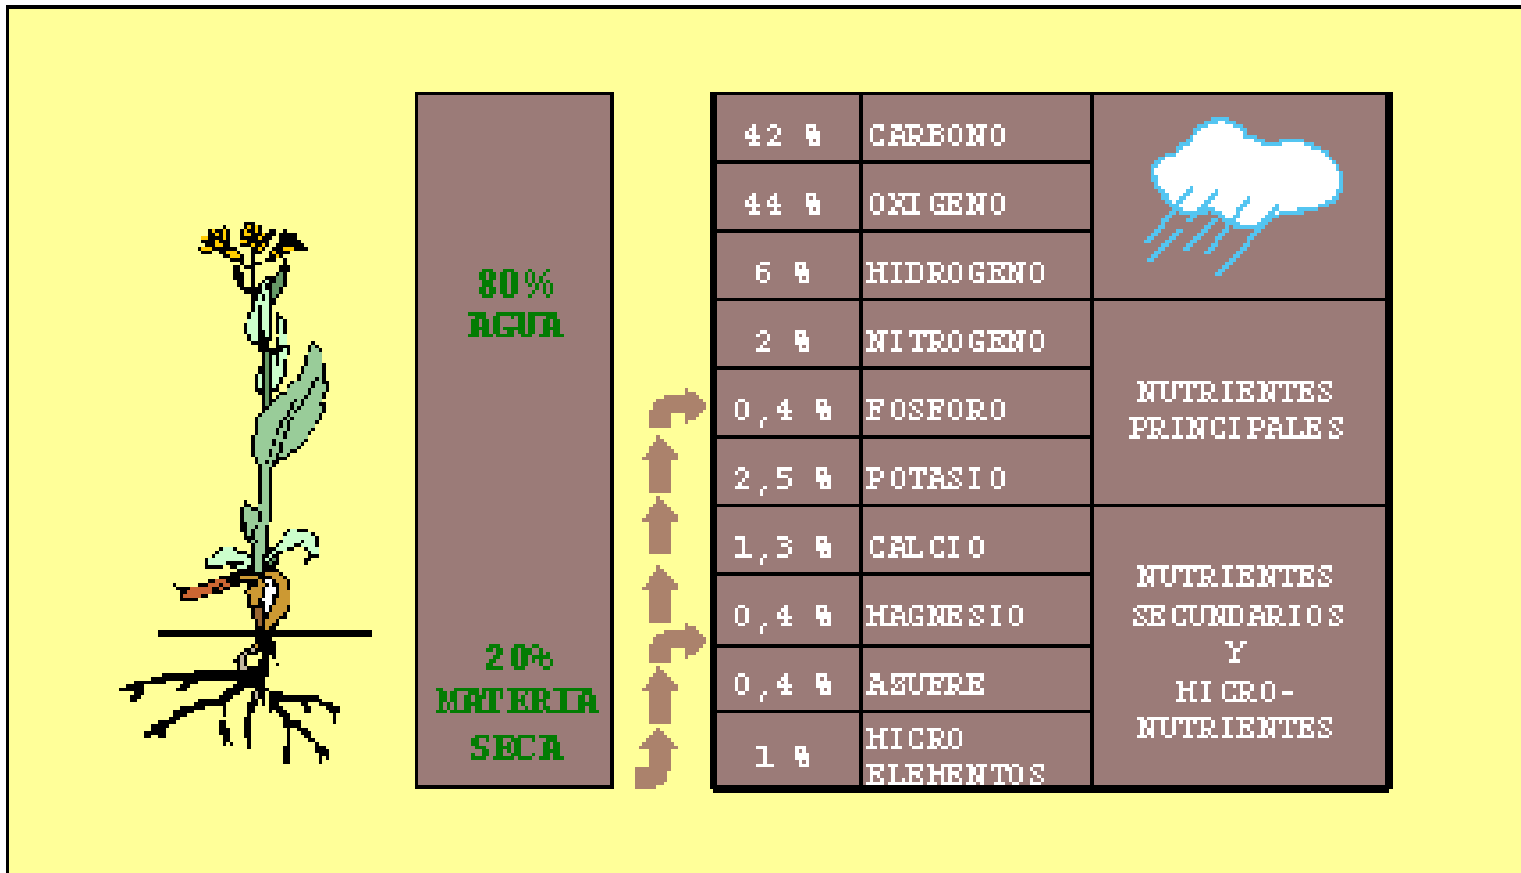 80%
AGUA
20%
MATERIA
SECA
42 % CARBONO
44 % OXIGENO
6 % HIDROGENO
2 % NITROGENO
0,4 % FOSFORO
2,5 % POTASIO
1,3 % CALCIO
0,4 % MAGNESIO
0,4 % ASUFRE
1 % MICRO
ELEMENTOS
NUTRIENTES
PRINCIPALES
NUTRIENTES
SECUNDARIOS
Y
MICRO-
NUTRIENTES